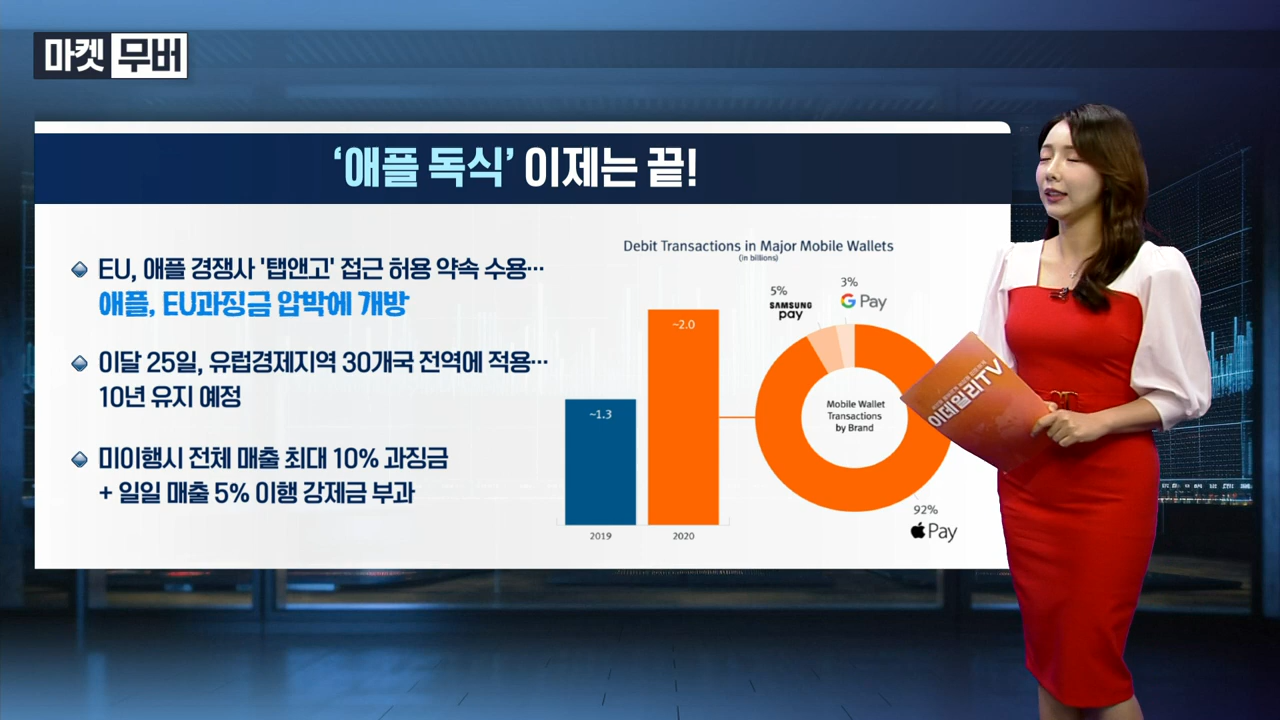 마켓무버
‘애플 독식’ 이제는 끝!
EU, 애플 경쟁사 '탭앤고' 접근 허용 약속 수용…
애플, EU과징금 압박에 개방
이달 25일, 유럽경제지역 30개국 전역에 적용…
10년 유지 예정
미이행시 전체 매출 최대 10% 과징금
+ 일일 매출 5% 이행 강제금 부과
Debit Transactions in Major Mobile Wallets
(in billions)
5%
SAMSUNG
pay
3%
G Pay
~2.0
~1.3
Mobile Wallet
Transactions
by Brand
92%
Pay
2019
2020
이데일리TV